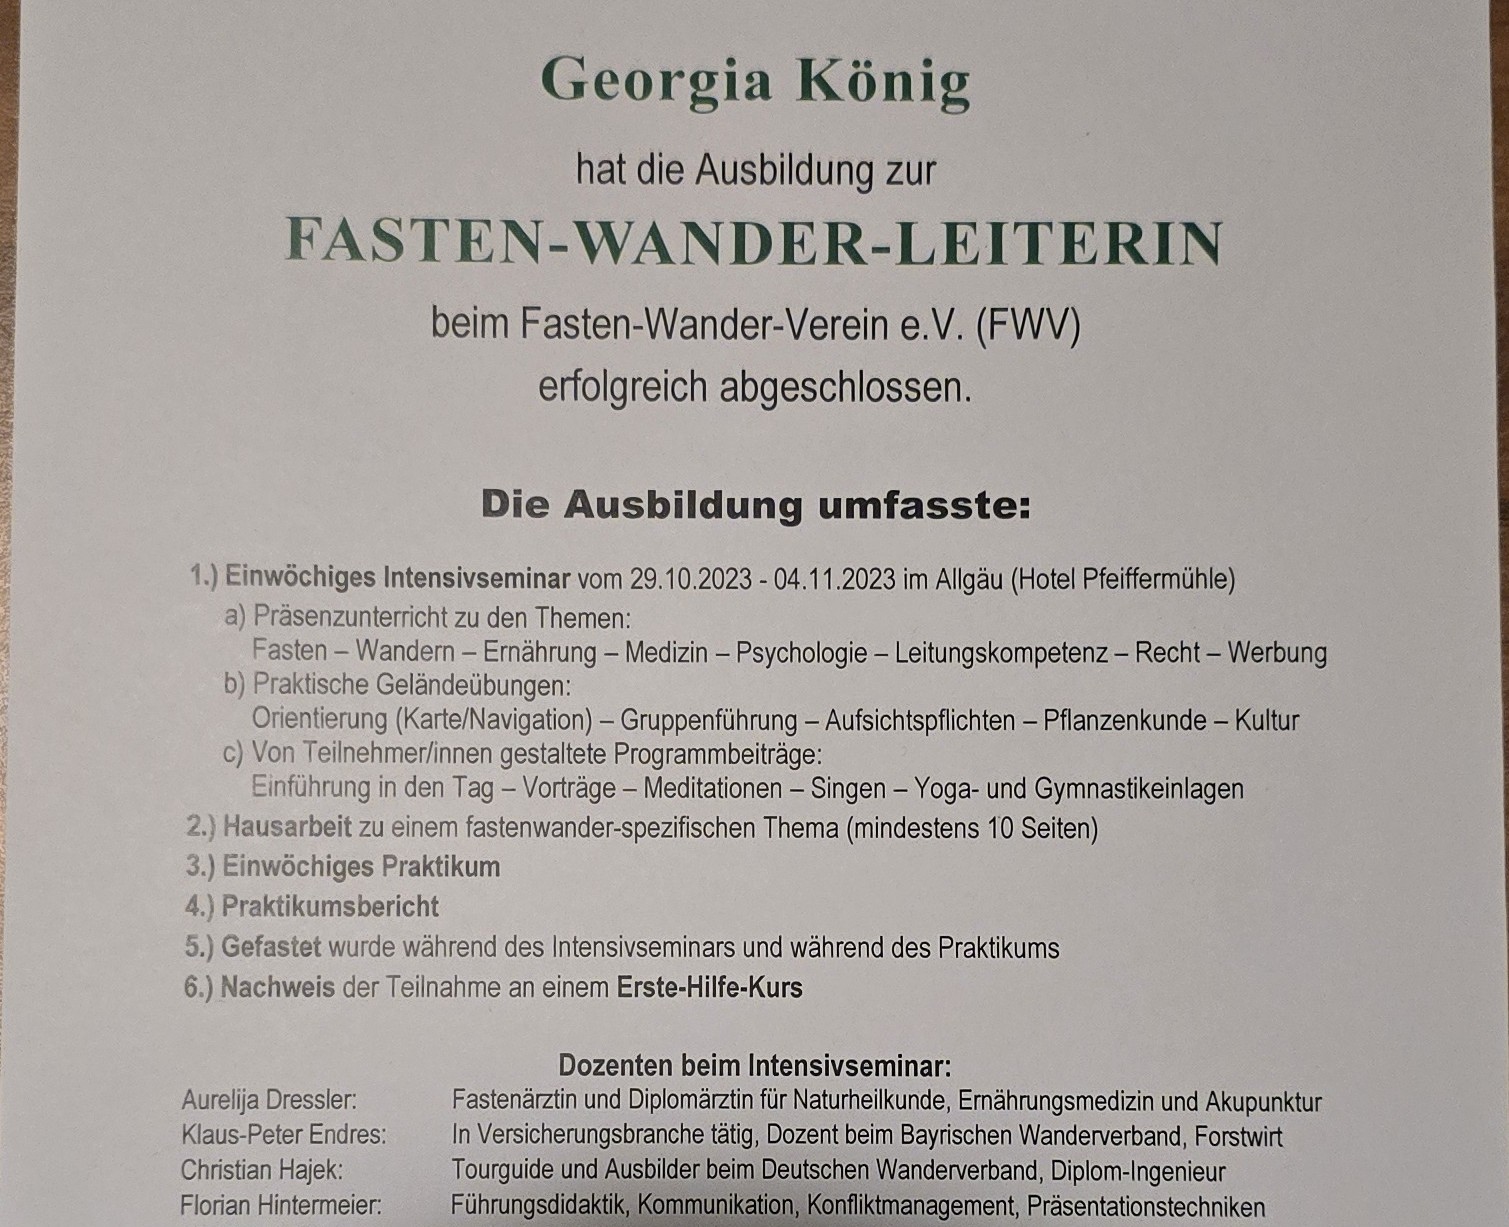 Georgia König
hat die Ausbildung zur
FASTEN-WANDER-LEITERIN
beim Fasten-Wander-Verein e.V. (FWV)
erfolgreich abgeschlossen.
Die Ausbildung umfasste:
1.) Einwöchiges Intensivseminar vom 29.10.2023 - 04.11.2023 im Allgäu (Hotel Pfeiffermühle)
a) Präsenzunterricht zu den Themen:
Fasten – Wandern – Ernährung – Medizin – Psychologie – Leitungskompetenz – Recht – Werbung
b) Praktische Geländeübungen:
Orientierung (Karte/Navigation) – Gruppenführung – Aufsichtspflichten – Pflanzenkunde – Kultur
c) Von Teilnehmer/innen gestaltete Programmbeiträge:
Einführung in den Tag – Vorträge – Meditationen – Singen – Yoga- und Gymnastikeinlagen
2.) Hausarbeit zu einem fastenwander-spezifischen Thema (mindestens 10 Seiten)
3.) Einwöchiges Praktikum
4.) Praktikumsbericht
5.) Gefastet wurde während des Intensivseminars und während des Praktikums
6.) Nachweis der Teilnahme an einem Erste-Hilfe-Kurs
Dozenten beim Intensivseminar:
Aurelija Dressler: Fastenärztin und Diplomärztin für Naturheilkunde, Ernährungsmedizin und Akupunktur
Klaus-Peter Endres: In Versicherungsbranche tätig, Dozent beim Bayrischen Wanderverband, Forstwirt
Christian Hajek: Tourguide und Ausbilder beim Deutschen Wanderverband, Diplom-Ingenieur
Florian Hintermeier: Führungsdidaktik, Kommunikation, Konfliktmanagement, Präsentationstechniken